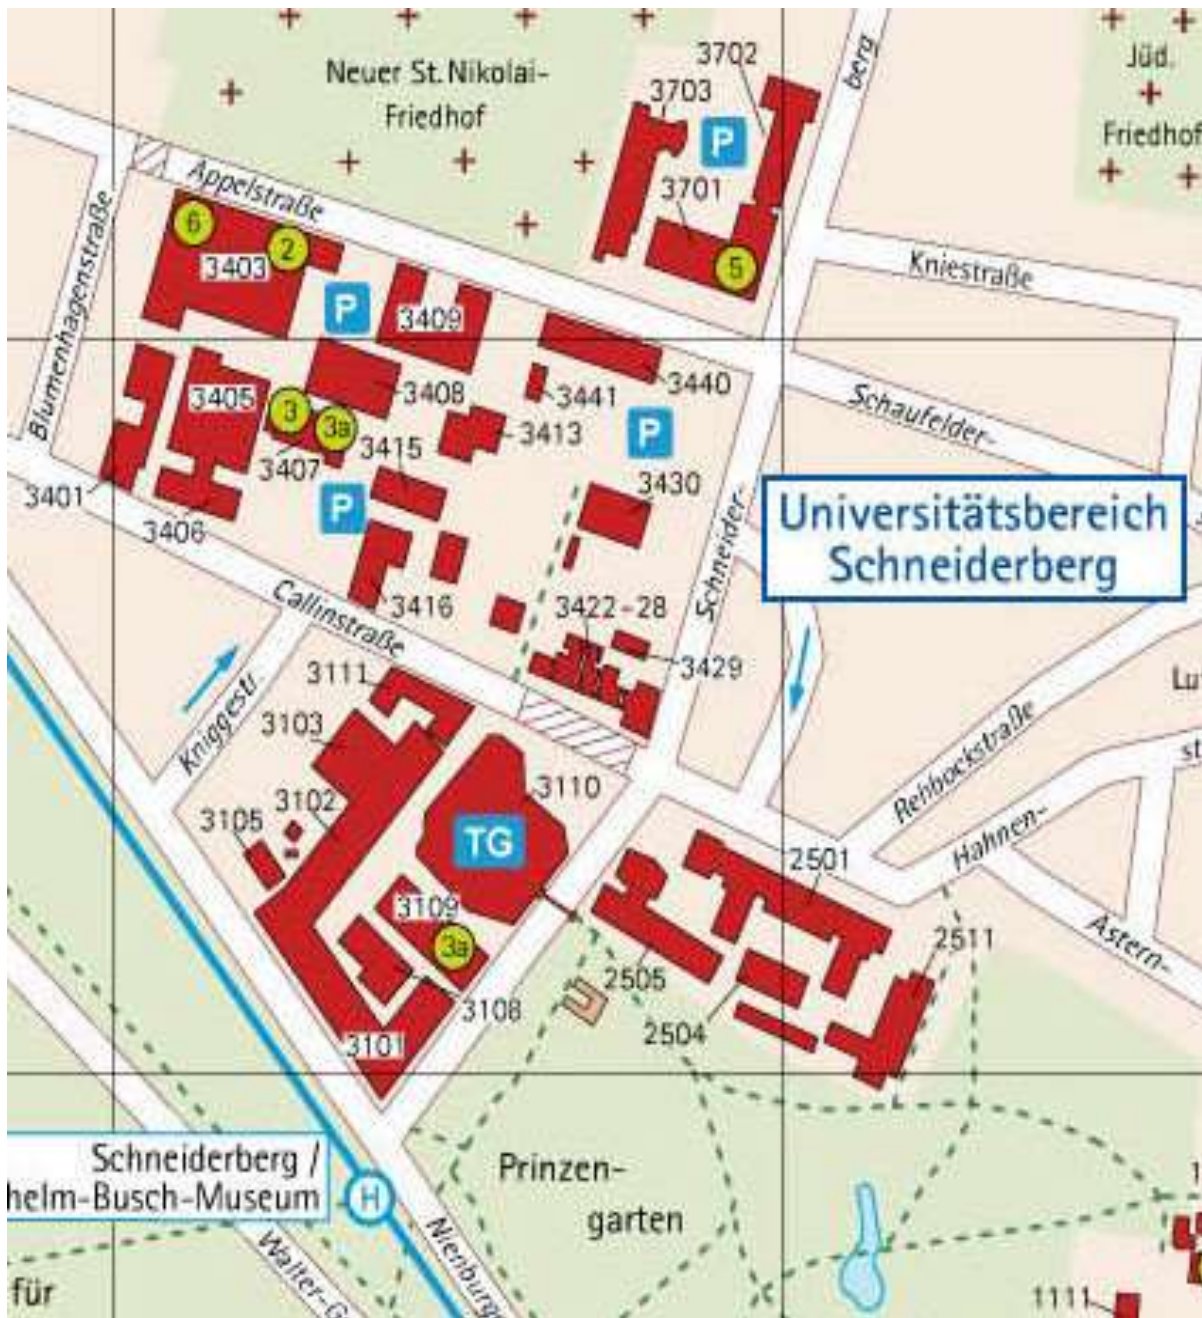 Neuer St. Nikolai-
Friedhof
3702
3703
P
berg
Jüd.
Friedhof
Appelstraße
3701
6
2
3403
5
Kniestraße
Blumenhagenstraße
P
3409
3440
3405
3408
3441
3
3a
3413
P
Schaufelder-
3407
3415
3401
3406
P
3430
Schneider-
Universitätsbereich
Schneiderberg
Callinstraße
3416
3422-28
3429
Kniggestr.
3111
3103
Rehbockstraße
3110
3102
3105
TG
Hahnen-
2501
3109
3a
2511
Astern-
3108
2505
2504
3101
Schneiderberg /
helm-Busch-Museum
H
Prinzen-
garten
Nienburge
Walter-G
für
1111